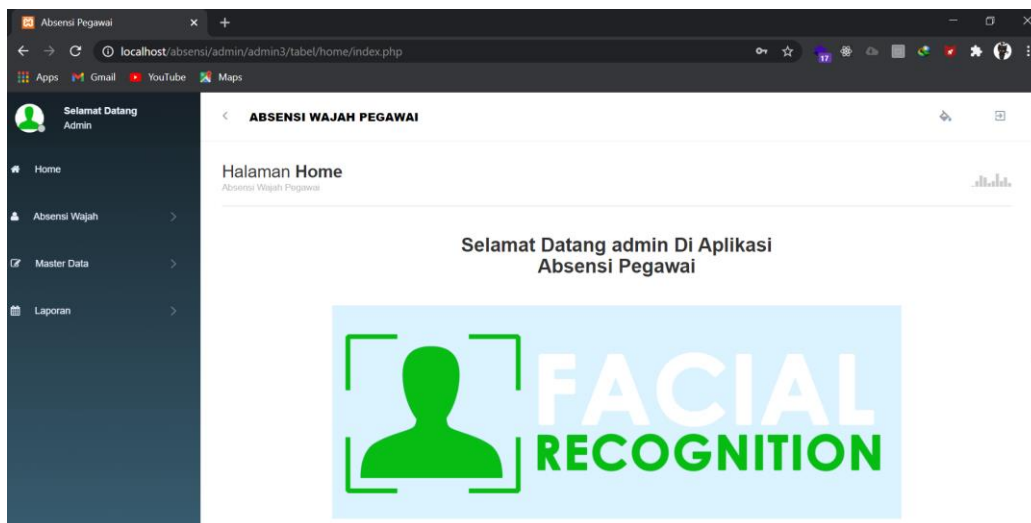 Absensi Pegawai
localhost/absensi/admin/admin3/tabel/home/index.php
17
Apps Gmail YouTube Maps
Selamat Datang
Admin
ABSENSI WAJAH PEGAWAI
Home
Halaman Home
Absensi Wajah Pegawai
Absensi Wajah
Master Data
Laporan
Selamat Datang admin Di Aplikasi
Absensi Pegawai
FACIAL
RECOGNITION